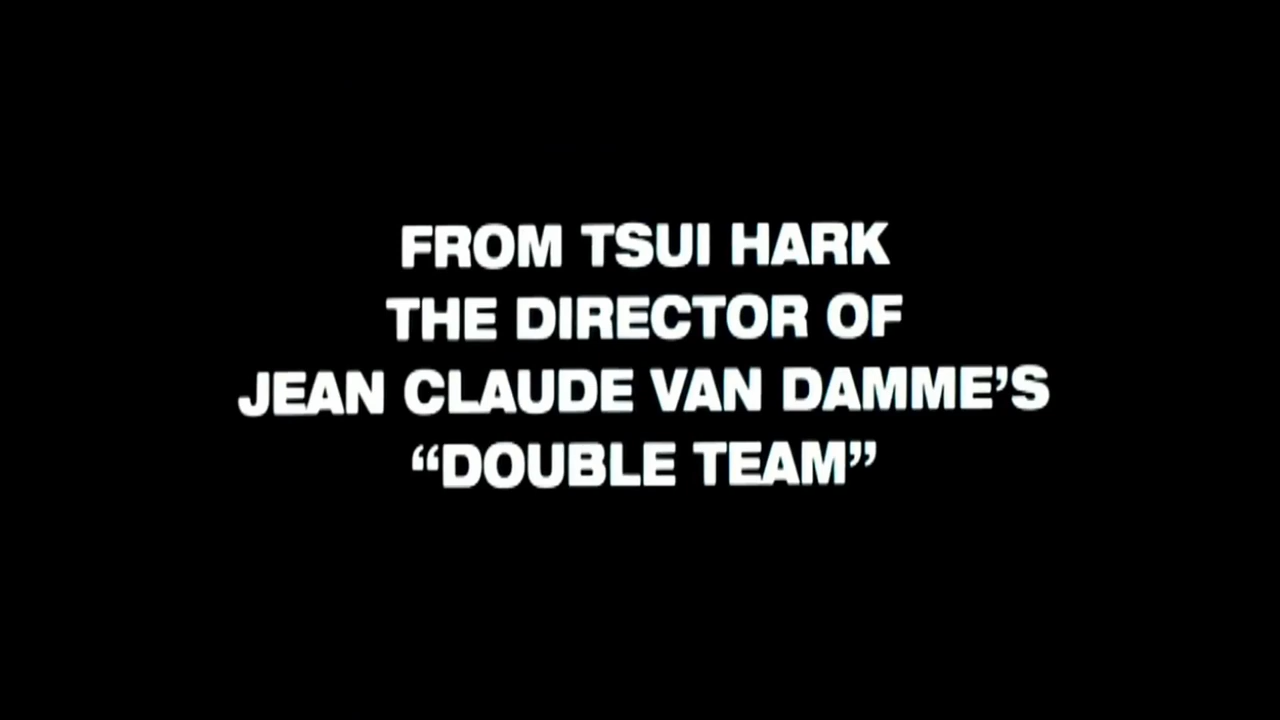 FROM TSUI HARK
THE DIRECTOR OF
JEAN CLAUDE VAN DAMME’S
“DOUBLE TEAM”